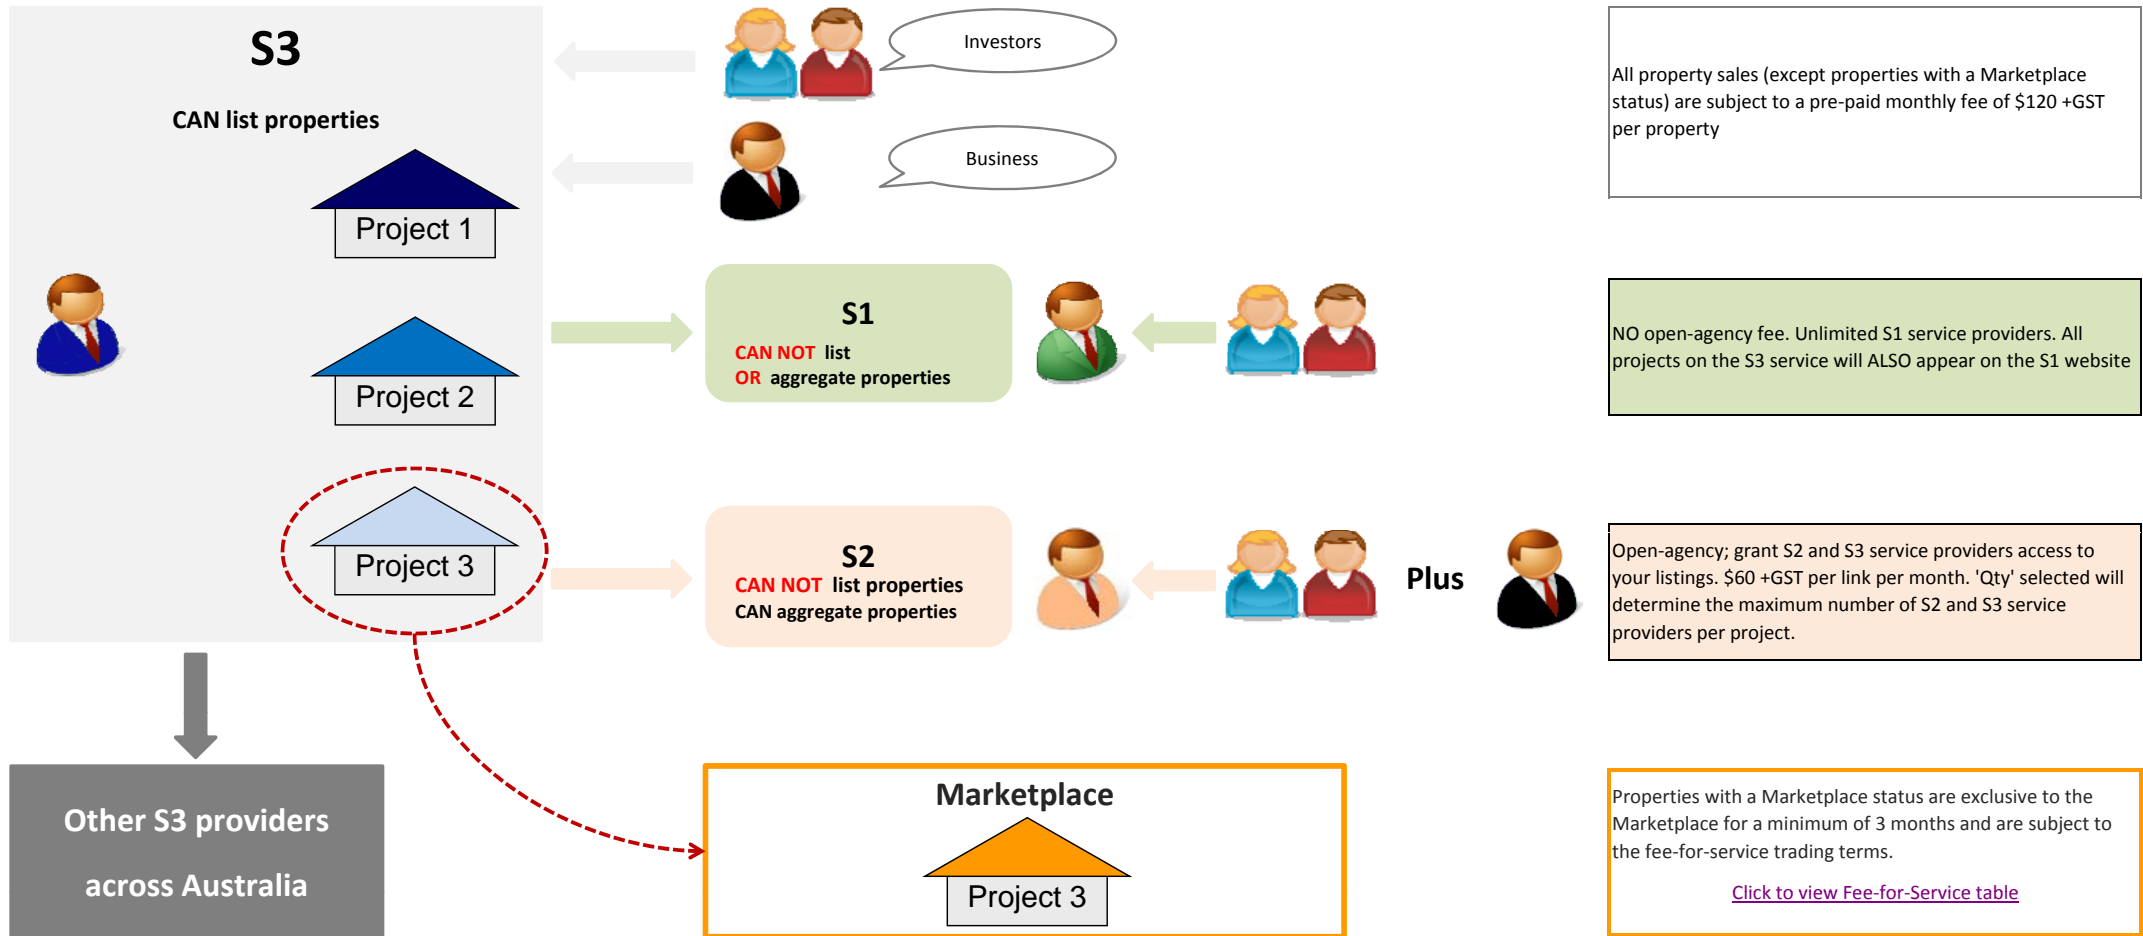 S3
CAN list properties
Project 1
Project 2
Project 3
Investors
Business
S1
CAN NOT list
OR aggregate properties
S2
CAN NOT list properties
CAN aggregate properties
Plus
Other S3 providers
across Australia
Marketplace
Project 3
All property sales (except properties with a Marketplace
status) are subject to a pre-paid monthly fee of $120 +GST
per property
NO open-agency fee. Unlimited S1 service providers. All
projects on the S3 service will ALSO appear on the S1 website
Open-agency; grant S2 and S3 service providers access to
your listings. $60 +GST per link per month. 'Qty' selected will
determine the maximum number of S2 and S3 service
providers per project.
Properties with a Marketplace status are exclusive to the
Marketplace for a minimum of 3 months and are subject to
the fee-for-service trading terms.
Click to view Fee-for-Service table